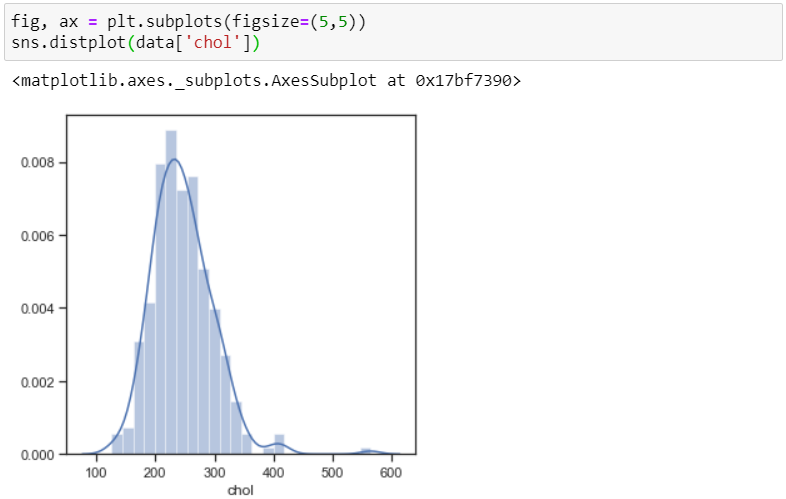 fig, ax = plt.subplots(figsize=(5,5))
sns.distplot(data['chol'])
<matplotlib.axes._subplots.AxesSubplot at 0x17bf7390>
0.008
0.006
0.004
0.002
0.000
100 200 300 400 500 600
chol